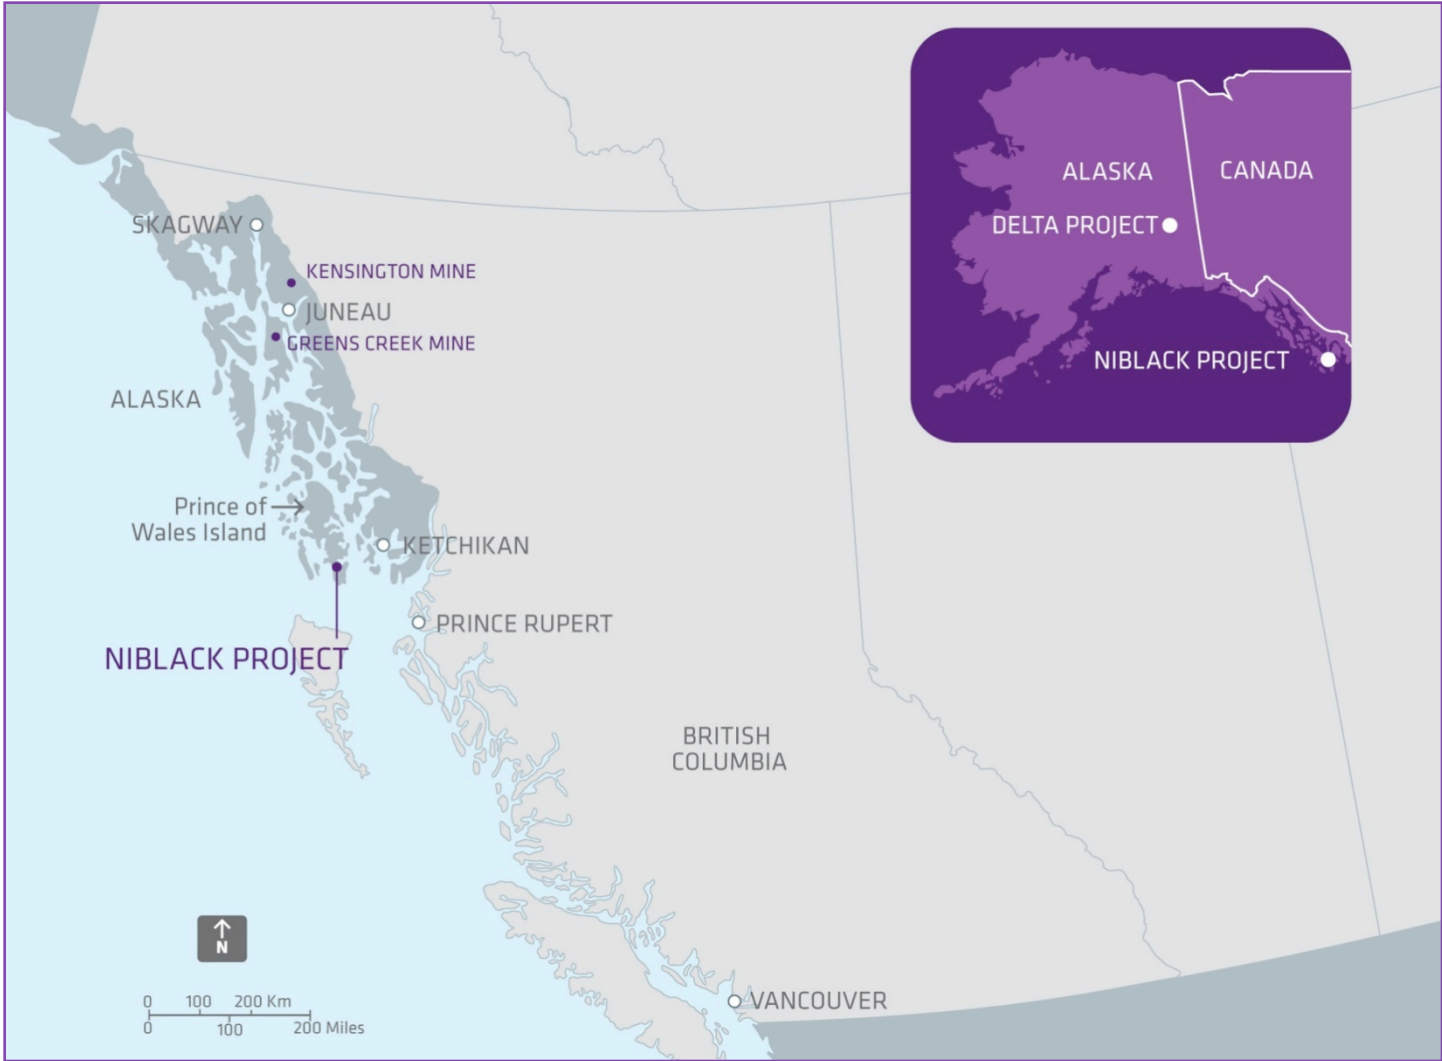 ALASKA
CANADA
DELTA PROJECT
NIBLACK PROJECT
SKAGWAY
KENSINGTON MINE
JUNEAU
GREENS CREEK MINE
ALASKA
Prince of
Wales Island
KETCHIKAN
PRINCE RUPERT
NIBLACK PROJECT
BRITISH
COLUMBIA
N
VANCOUVER
0 100 200 Km
0 100 200 Miles